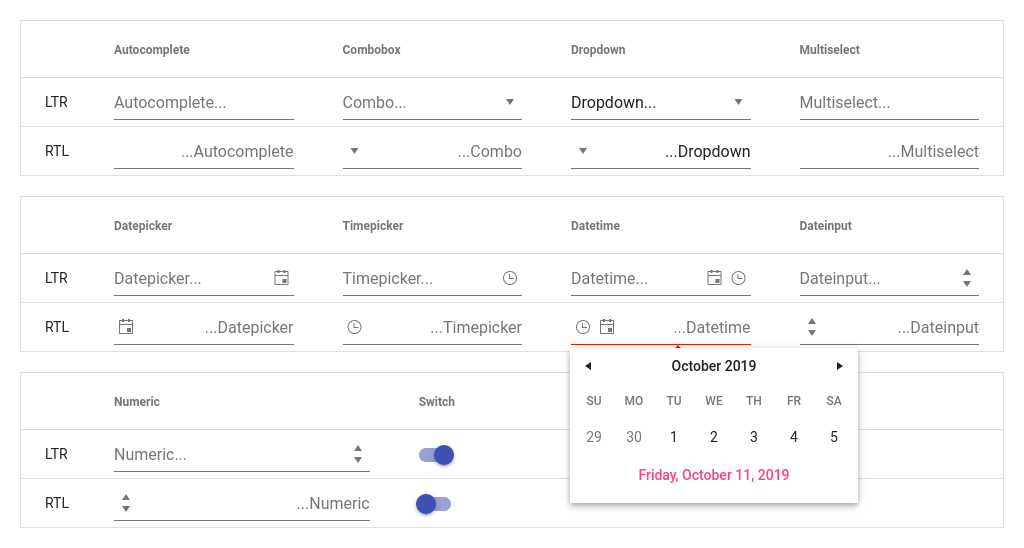 Autocomplete Combobox Dropdown Multiselect
LTR Autocomplete... Combo... Dropdown... Multiselect...
RTL ...Autocomplete ...Combo ...Dropdown ...Multiselect
Datepicker Timepicker Datetime Dateinput
LTR Datepicker... Timepicker... Datetime... Dateinput...
RTL ...Datepicker ...Timepicker ...Datetime ...Dateinput
October 2019
SU MO TU WE TH FR SA
29 30 1 2 3 4 5
Friday, October 11, 2019
Numeric Switch
LTR Numeric...
RTL ...Numeric